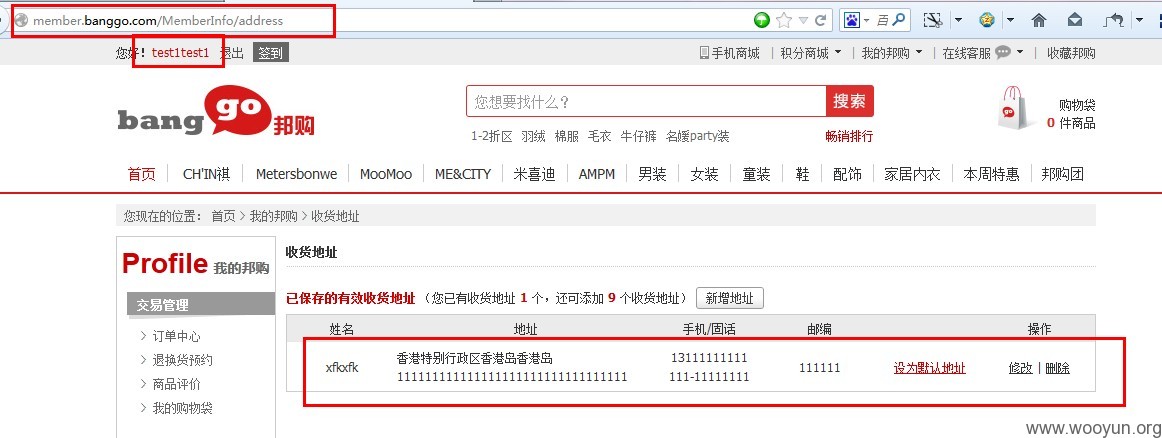 member.banggo.com/MemberInfo/address
百
您好! test1test1 退出 签到
手机商城 | 积分商城 | 我的邦购 | 在线客服 | 收藏邦购
bang go 邦购
您想要找什么? 搜索
1-2折区 羽绒 棉服 毛衣 牛仔裤 名媛party装 畅销排行
购物袋
0 件商品
首页 CH'IN祺 Metersbonwe MooMoo ME&CITY 米喜迪 AMPM 男装 女装 童装 鞋 配饰 家居内衣 本周特惠 邦购团
您现在的位置: 首页 > 我的邦购 > 收货地址
Profile 我的邦购
交易管理
> 订单中心
> 退换货预约
> 商品评价
> 我的购物袋
收货地址
已保存的有效收货地址 (您已有收货地址 1 个，还可添加 9 个收货地址) 新增地址
姓名 地址 手机/固话 邮编 操作
xfkxfk 香港特别行政区香港岛香港岛 13111111111 111111 设为默认地址 修改 | 删除
11111111111111111111111111111111 111-11111111
www.wooyun.org